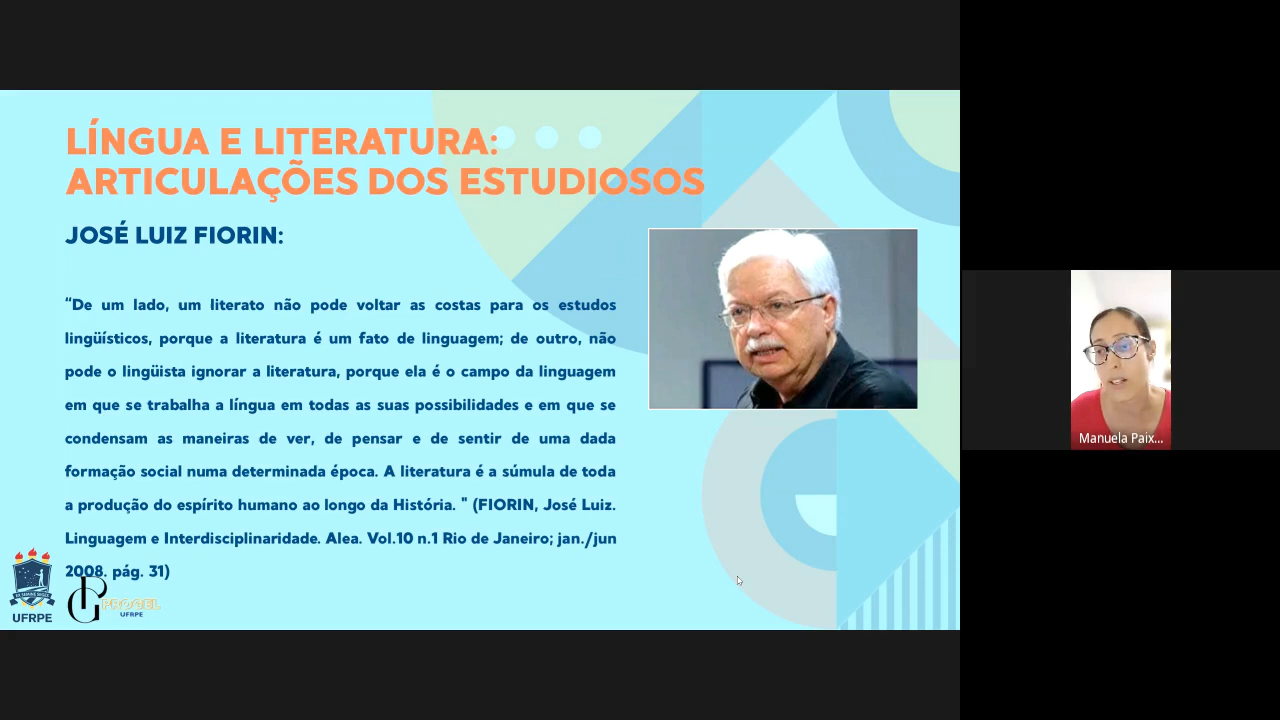 LÍNGUA E LITERATURA:
ARTICULAÇÕES DOS ESTUDIOSOS
JOSÉ LUIZ FIORIN:
“De um lado, um literato não pode voltar as costas para os estudos
lingüísticos, porque a literatura é um fato de linguagem; de outro, não
pode o lingüista ignorar a literatura, porque ela é o campo da linguagem
em que se trabalha a língua em todas as suas possibilidades e em que se
condensam as maneiras de ver, de pensar e de sentir de uma dada
formação social numa determinada época. A literatura é a súmula de toda
a produção do espírito humano ao longo da História. " (FIORIN, José Luiz.
Linguagem e Interdisciplinaridade. Alea. Vol.10 n.1 Rio de Janeiro; jan./jun
2008. pág. 31)
UFRPE
PROGEL
UFRPE
Manuela Paix...